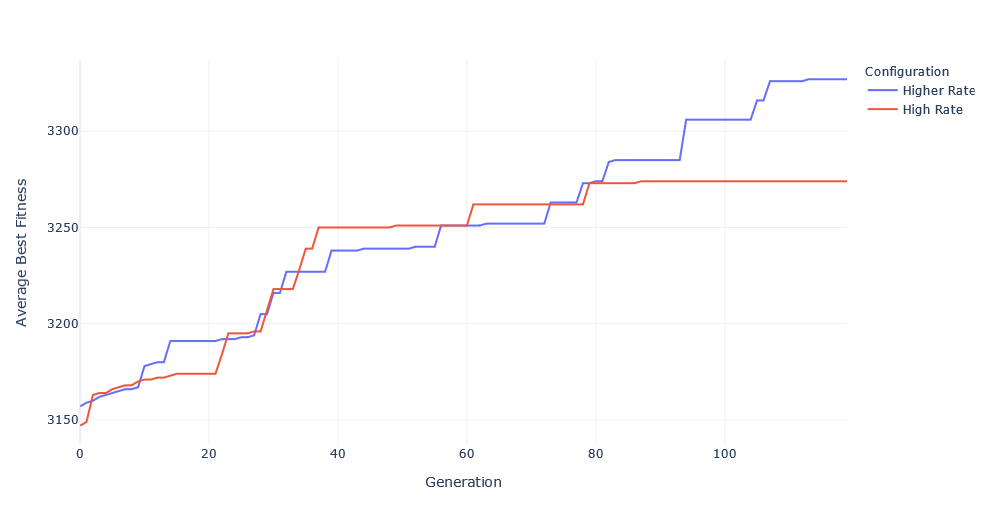 Configuration
Higher Rate
High Rate
Average Best Fitness
3300
3250
3200
3150
0 20 40 60 80 100
Generation